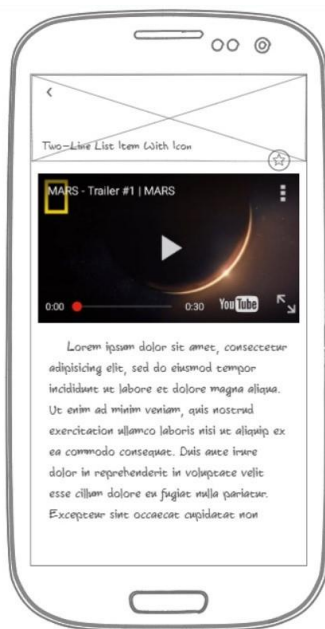 Two-Line List Item With Icon
MARS - Trailer #1 | MARS
0:00
0:30
YouTube
Lorem ipsum dolor sit amet, consectetur
adipisicing elit, sed do eiusmod tempor
incididunt ut labore et dolore magna aliqua.
Ut enim ad minim veniam, quis nostrud
exercitation ullamco laboris nisi ut aliquip ex
ea commodo consequat. Duis aute irure
dolor in reprehenderit in voluptate velit
esse cillum dolore eu fugiat nulla pariatur.
Excepteur sint occaecat cupidatat non